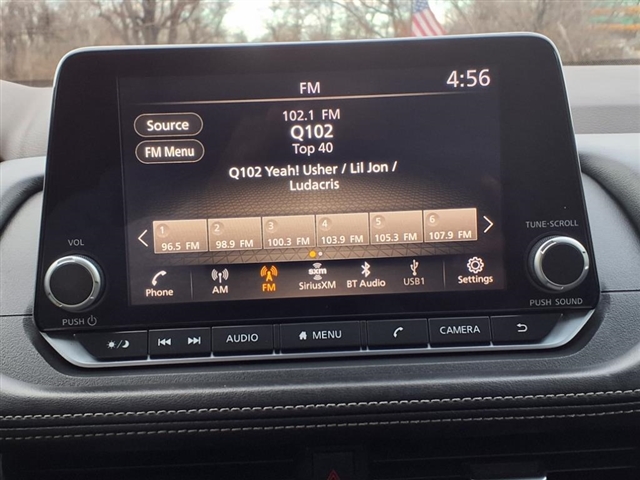 FM
4:56
102.1 FM
Source
Q102
FM Menu
Top 40
Q102 Yeah! Usher / Lil Jon /
Ludacris
1 2 3 4 5 6
96.5 FM 98.9 FM 100.3 FM 103.9 FM 105.3 FM 107.9 FM
Phone AM FM sxm SiriusXM BT Audio USB1 Settings
VOL
PUSH
TUNE-SCROLL
PUSH SOUND
AUDIO MENU CAMERA